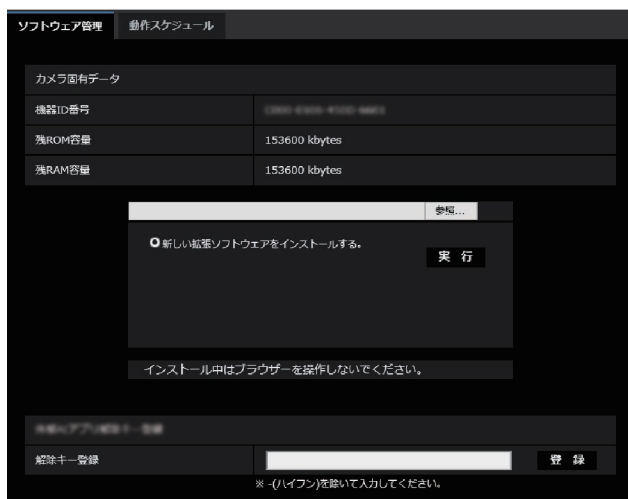 ソフトウェア管理 動作スケジュール
カメラ固有データ
機器ID番号
残ROM容量 153600 kbytes
残RAM容量 153600 kbytes
参照...
新しい拡張ソフトウェアをインストールする。
実 行
インストール中はブラウザーを操作しないでください。
解除キー登録 登 録
※ -(ハイフン)を除いて入力してください。